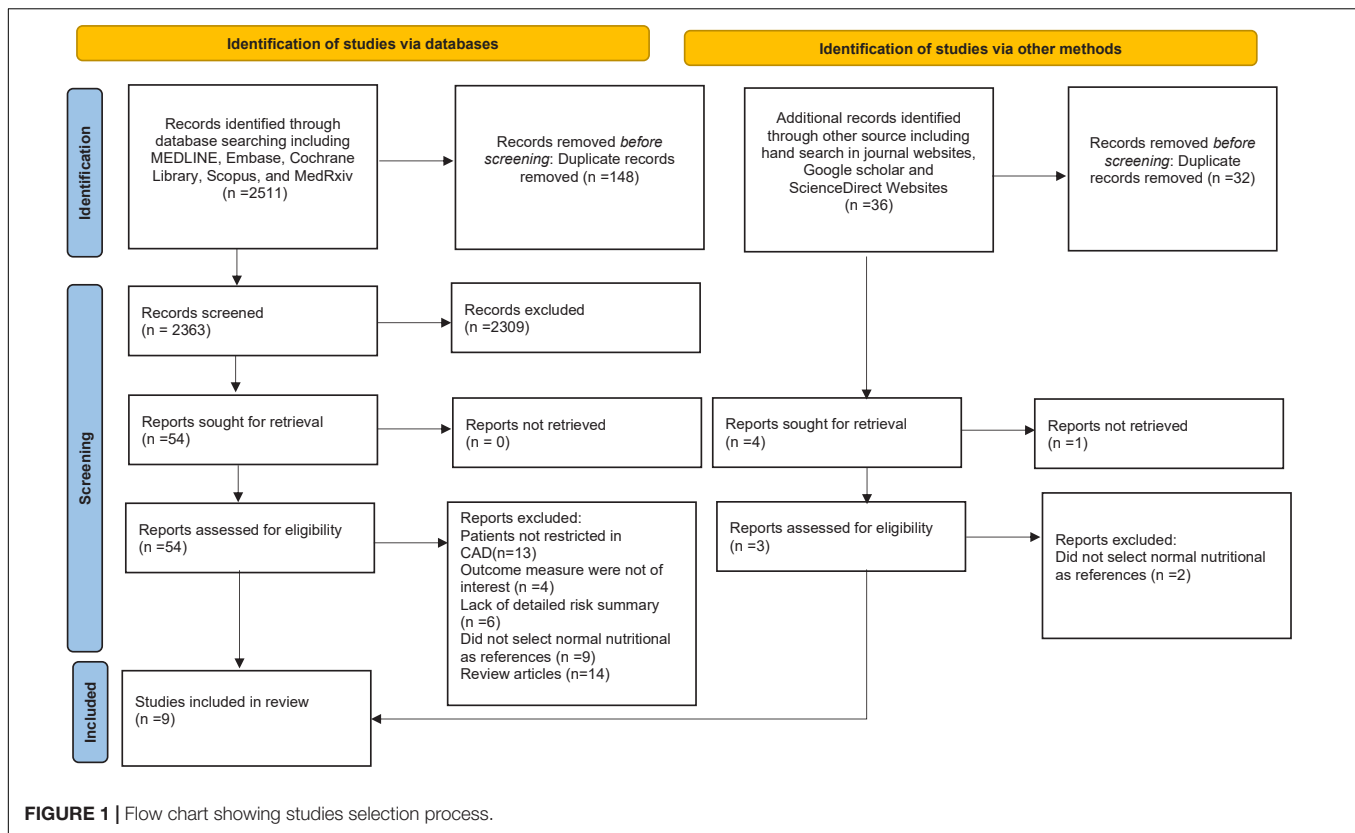 Identification of studies via databases
Identification of studies via other methods
Identification
Records identified through
database searching including
MEDLINE, Embase, Cochrane
Library, Scopus, and MedRxiv
(n =2511)
Records removed before
screening: Duplicate records
removed (n =148)
Additional records identified
through other source including
hand search in journal websites,
Google scholar and
ScienceDirect Websites
(n =36)
Records removed before
screening: Duplicate
records removed (n =32)
Screening
Records screened
(n = 2363)
Records excluded
(n =2309)
Reports sought for retrieval
(n =54)
Reports not retrieved
(n = 0)
Reports sought for retrieval
(n =4)
Reports not retrieved
(n =1)
Reports assessed for eligibility
(n =54)
Reports excluded:
Patients not restricted in
CAD(n=13)
Outcome measure were not of
interest (n =4)
Lack of detailed risk summary
(n =6)
Did not select normal nutritional
as references (n =9)
Review articles (n=14)
Reports assessed for eligibility
(n =3)
Reports excluded:
Did not select normal nutritional
as references (n =2)
Included
Studies included in review
(n =9)
FIGURE 1 | Flow chart showing studies selection process.